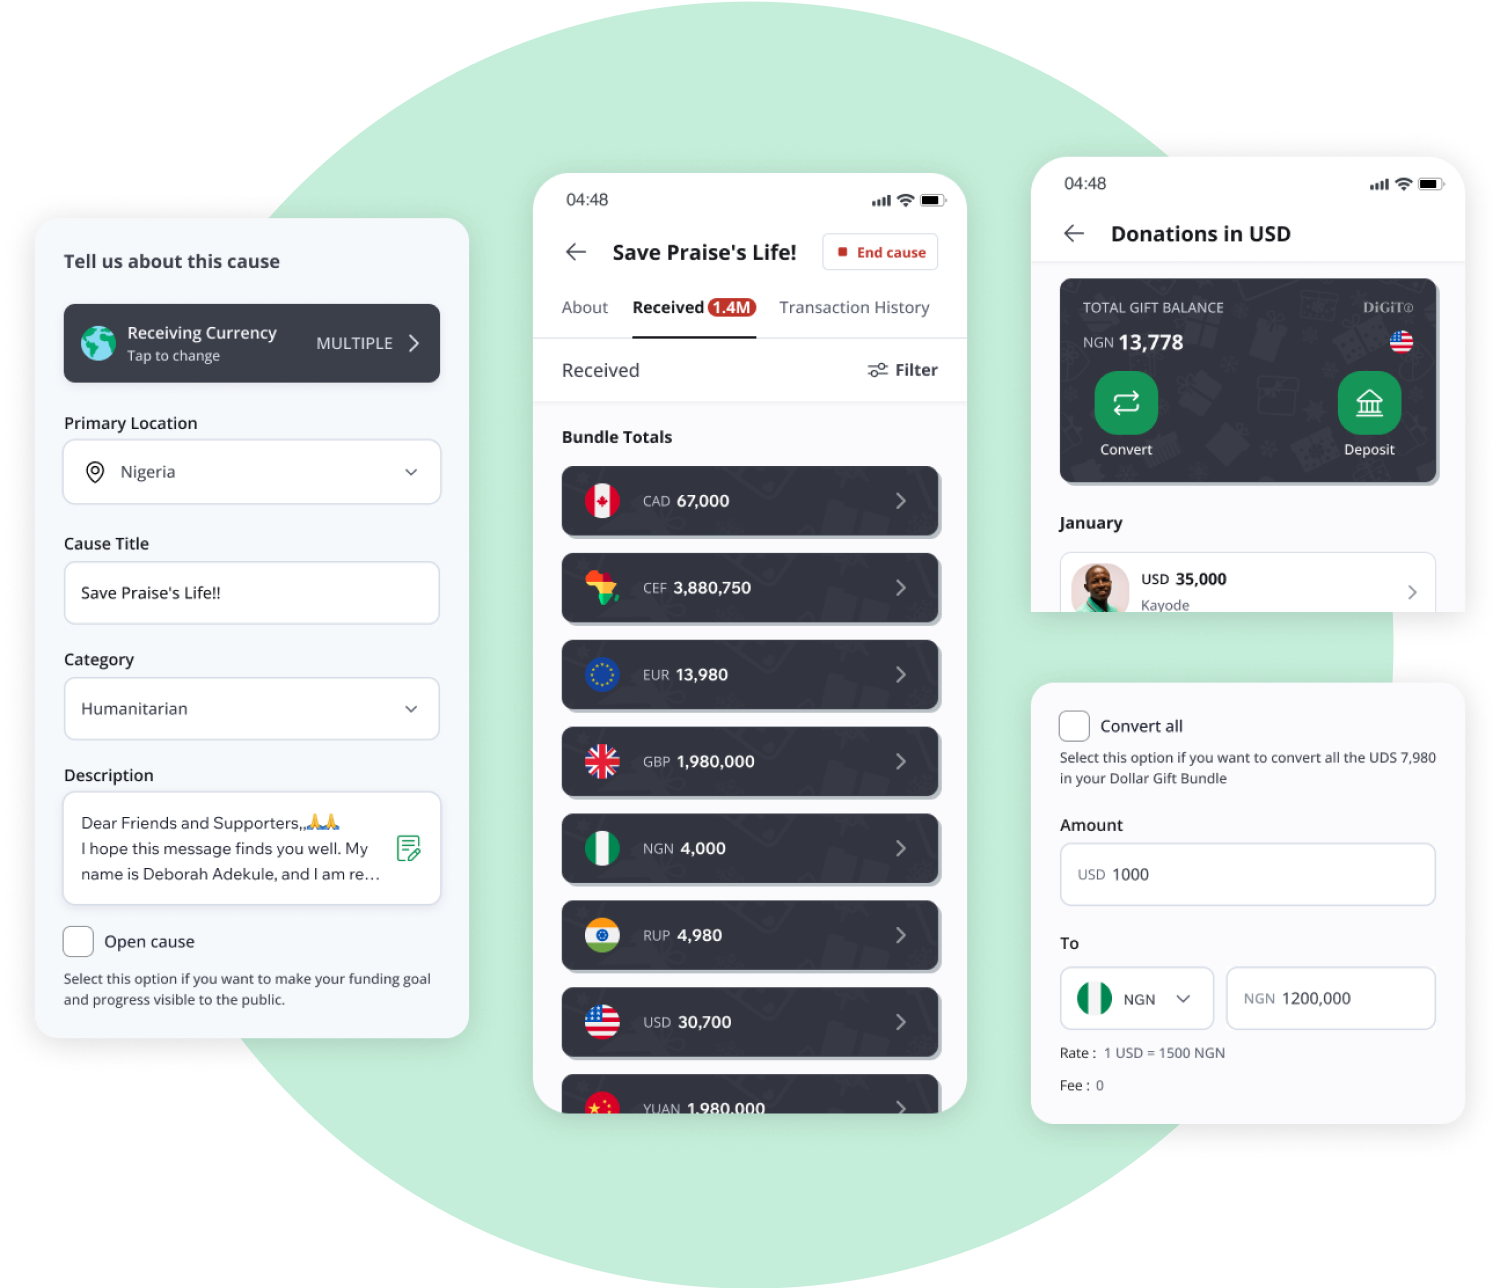 Tell us about this cause
Receiving Currency
Tap to change
MULTIPLE
Primary Location
Nigeria
Cause Title
Save Praise's Life!!
Category
Humanitarian
Description
Dear Friends and Supporters,,🙏🙏
I hope this message finds you well. My
name is Deborah Adekule, and I am re...
Open cause
Select this option if you want to make your funding goal
and progress visible to the public.
04:48
Save Praise's Life!
End cause
About
Received 1.4M
Transaction History
Received
Filter
Bundle Totals
CAD 67,000
CEF 3,880,750
EUR 13,980
GBP 1,980,000
NGN 4,000
RUP 4,980
USD 30,700
YUAN 1,980,000
04:48
Donations in USD
TOTAL GIFT BALANCE
DiGiTo
NGN 13,778
Convert
Deposit
January
USD 35,000
Kayode
Convert all
Select this option if you want to convert all the UDS 7,980
in your Dollar Gift Bundle
Amount
USD 1000
To
NGN
NGN 1200,000
Rate : 1 USD = 1500 NGN
Fee : 0